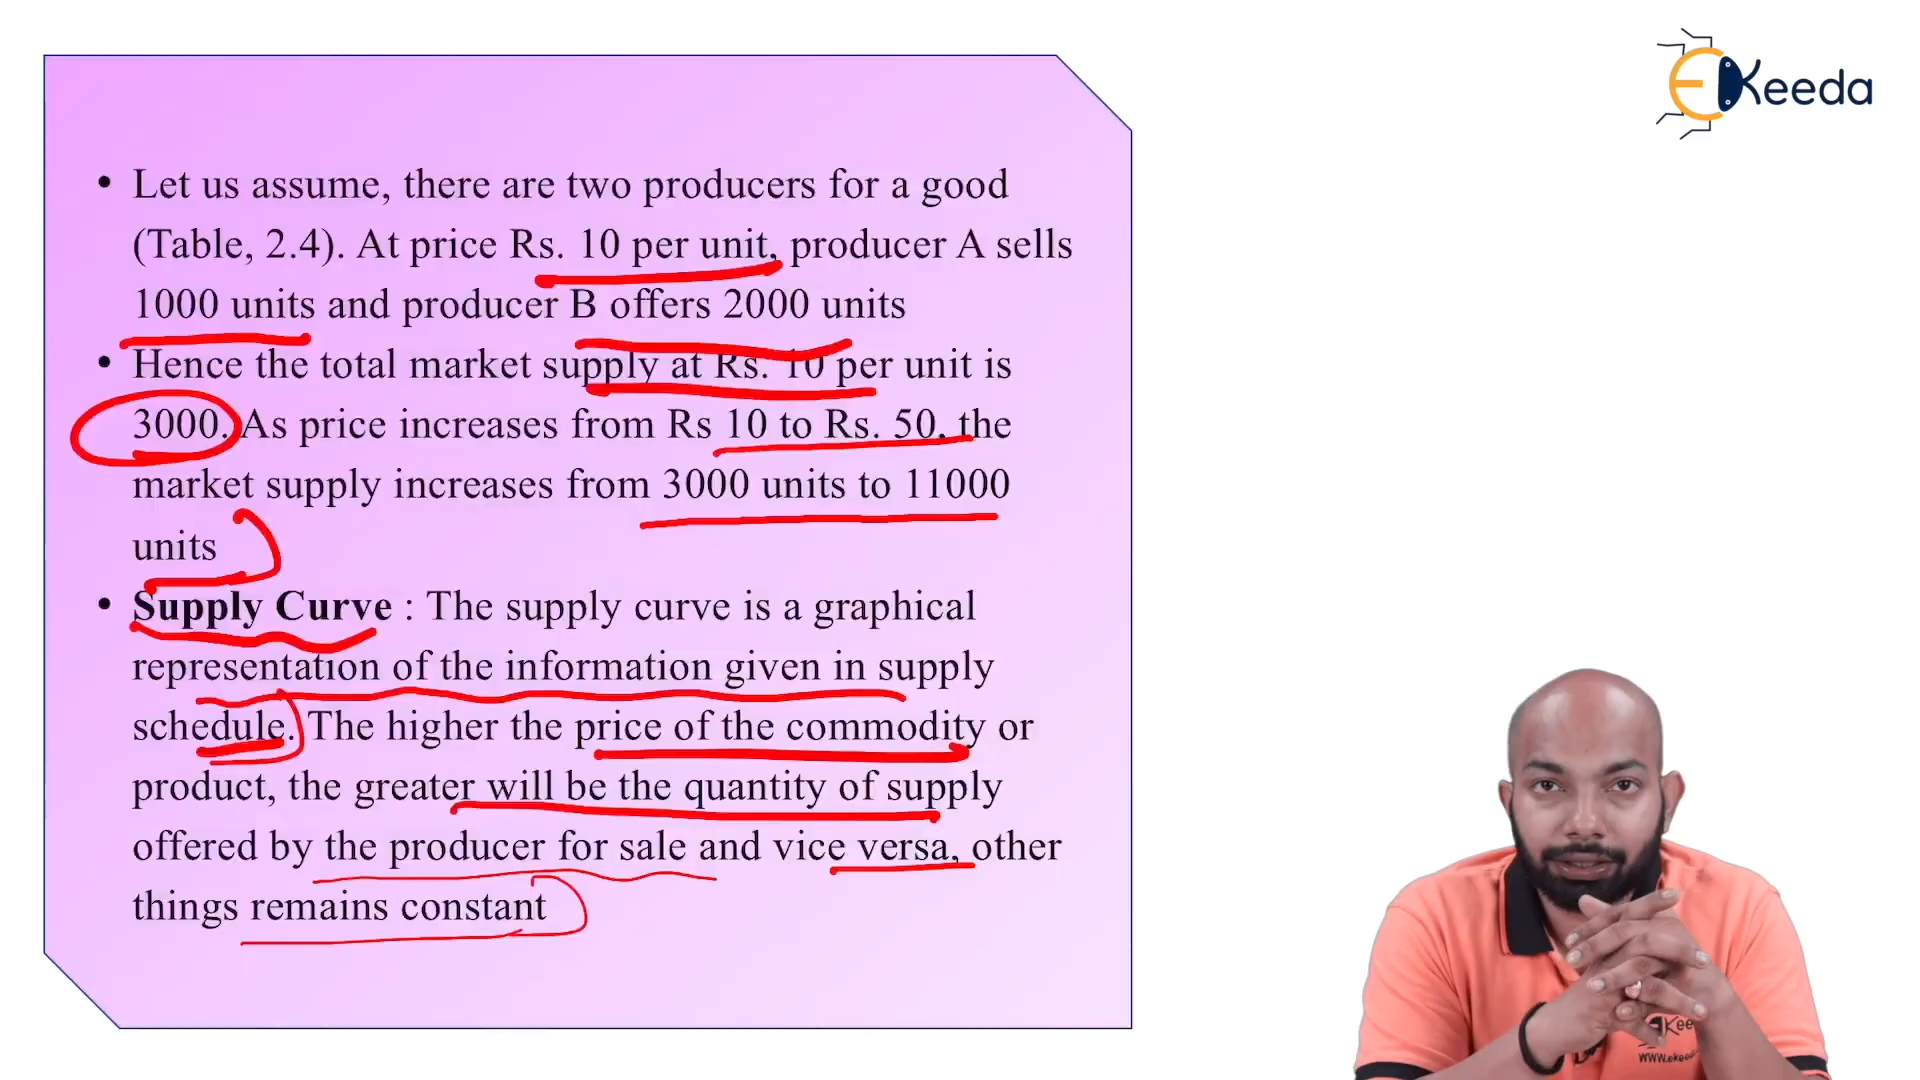 EKeeda
• Let us assume, there are two producers for a good
(Table, 2.4). At price Rs. 10 per unit, producer A sells
1000 units and producer B offers 2000 units
• Hence the total market supply at Rs. 10 per unit is
3000. As price increases from Rs 10 to Rs. 50, the
market supply increases from 3000 units to 11000
units
• Supply Curve : The supply curve is a graphical
representation of the information given in supply
schedule. The higher the price of the commodity or
product, the greater will be the quantity of supply
offered by the producer for sale and vice versa, other
things remains constant